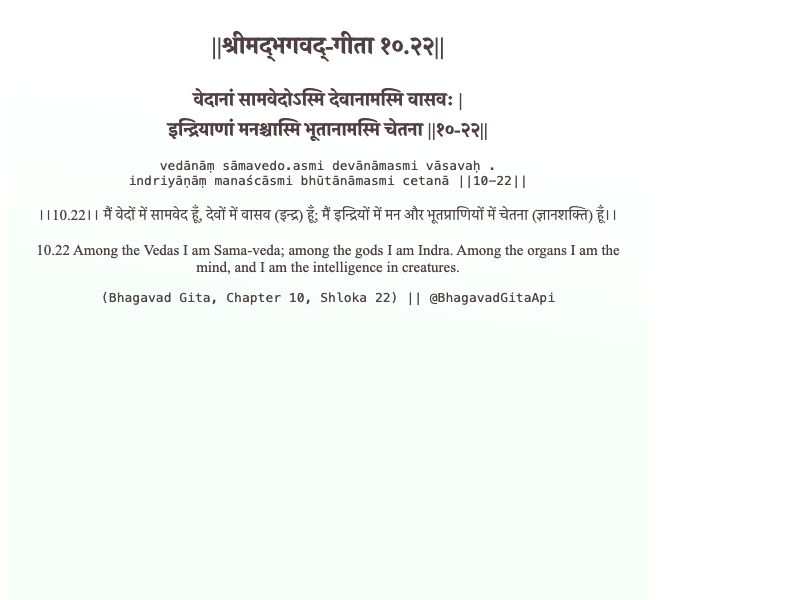 ||श्रीमद्‍भगवद्-गीता १०.२२||
वेदानां सामवेदोऽस्मि देवानामस्मि वासवः |
इन्द्रियाणां मनश्चास्मि भूतानामस्मि चेतना ||१०-२२||
vedānāṃ sāmavedo.asmi devānāmasmi vāsavaḥ .
indriyāṇāṃ manaścāsmi bhūtānāmasmi cetanā ||10-22||
।।10.22।। मैं वेदों में सामवेद हूँ, देवों में वासव (इन्द्र) हूँ; मैं इन्द्रियों में मन और भूतप्राणियों में चेतना (ज्ञानशक्ति) हूँ।।
10.22 Among the Vedas I am Sama-veda; among the gods I am Indra. Among the organs I am the
mind, and I am the intelligence in creatures.
(Bhagavad Gita, Chapter 10, Shloka 22) || @BhagavadGitaApi